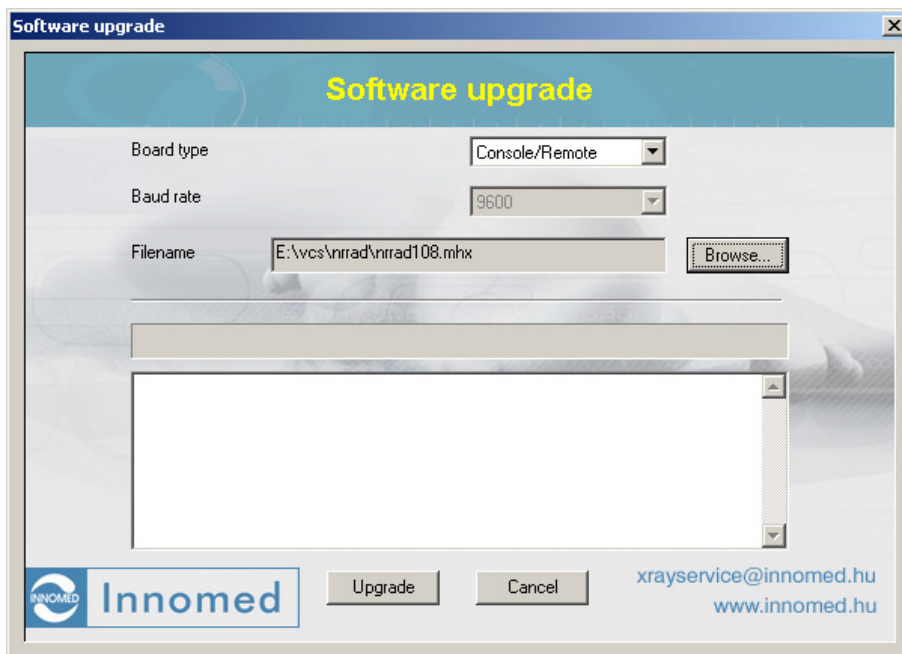 Software upgrade
Software upgrade
Board type
Console/Remote
Baud rate
9600
Filename
E:\vcs\nrrad\nrrad108.mhx
Browse...
INNOMED
Innomed
Upgrade
Cancel
xrayservice@innomed.hu
www.innomed.hu